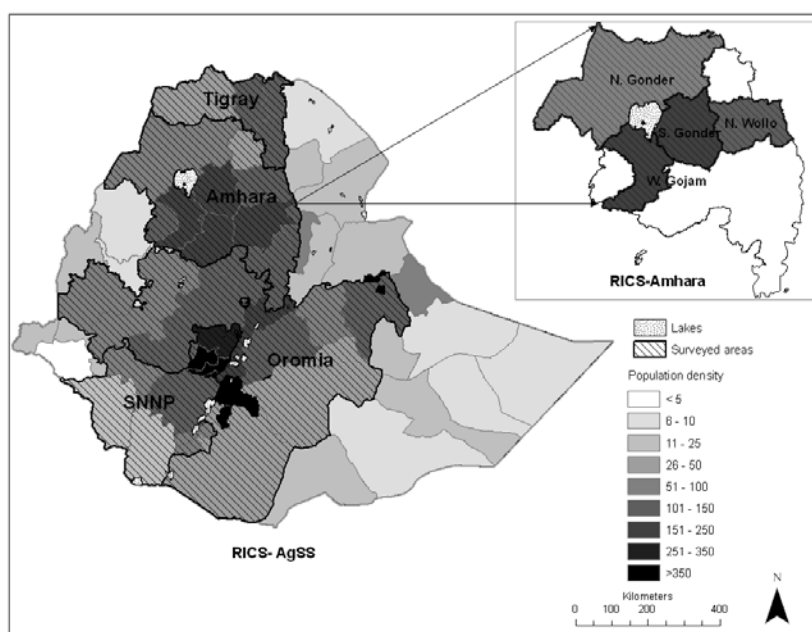 Tigray
Amhara
Oromia
SNNP
RICS- AgSS
N. Gonder
S. Gonder
N. Wollo
W. Gojam
RICS-Amhara
Lakes
Surveyed areas
Population density
< 5
6 - 10
11 - 25
26 - 50
51 - 100
101 - 150
151 - 250
251 - 350
>350
Kilometers
0 100 200 400
N